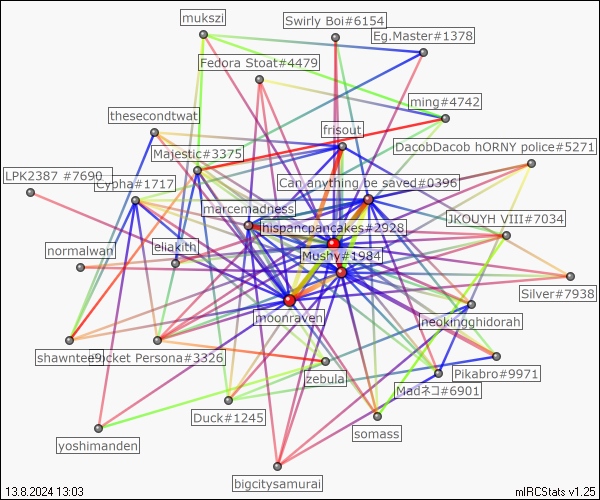 mukszi
Swirly Boi#6154
Eg.Master#1378
Fedora Stoat#4479
ming#4742
thesecondtwat
frisout
DacobDacob hORNY police#5271
Majestic#3375
LPK2387 #7690
Cypha#1717
Can anything be saved#0396
marcemadness
JKOUYH VIII#7034
hispancpancakes#2928
normalwan
eliakith
Mushy#1984
Silver#7938
moonraven
neokingghidorah
shawntee
cket Persona#3326
Pikabro#9971
zebula
Madネコ#6901
Duck#1245
somass
yoshimanden
bigcitysamurai
13.8.2024 13:03
mIRCStats v1.25